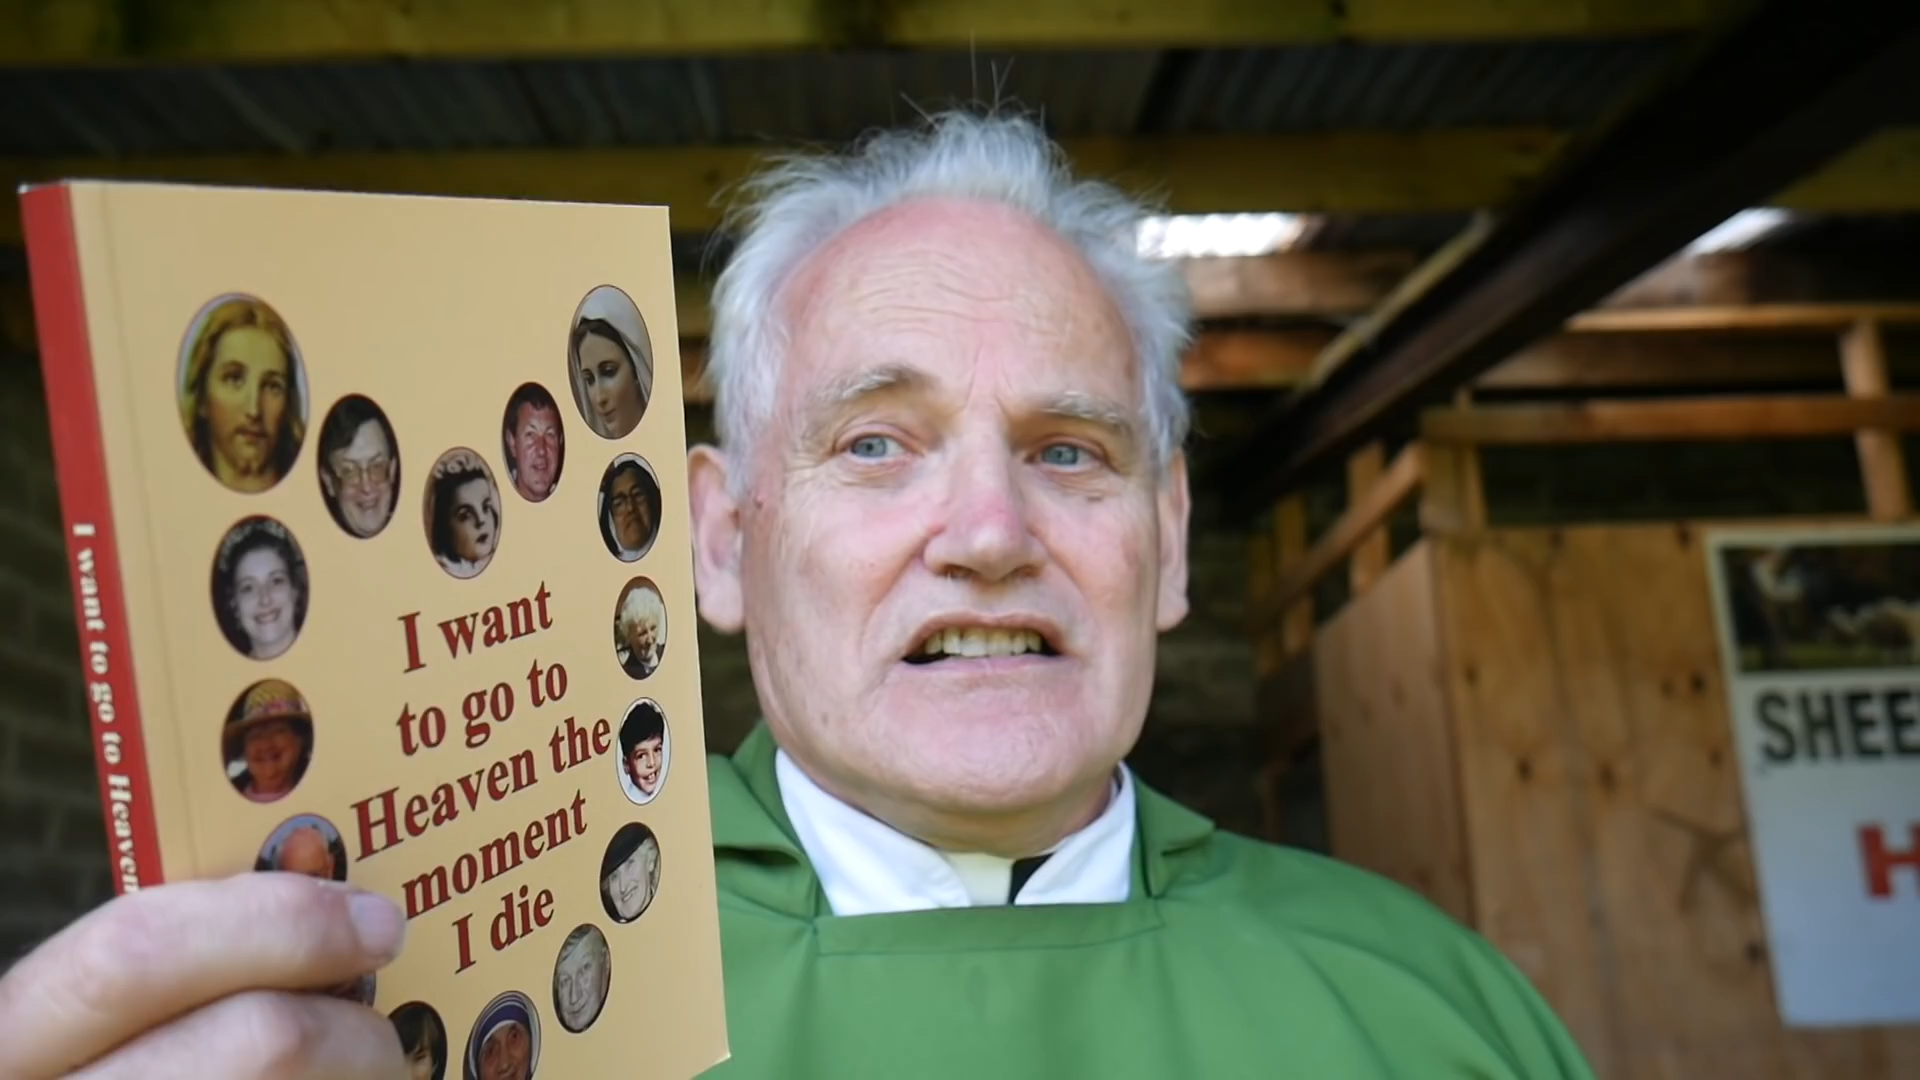 I want to go to Heaven
I want
to go to
Heaven the
moment
I die
SHEE
H